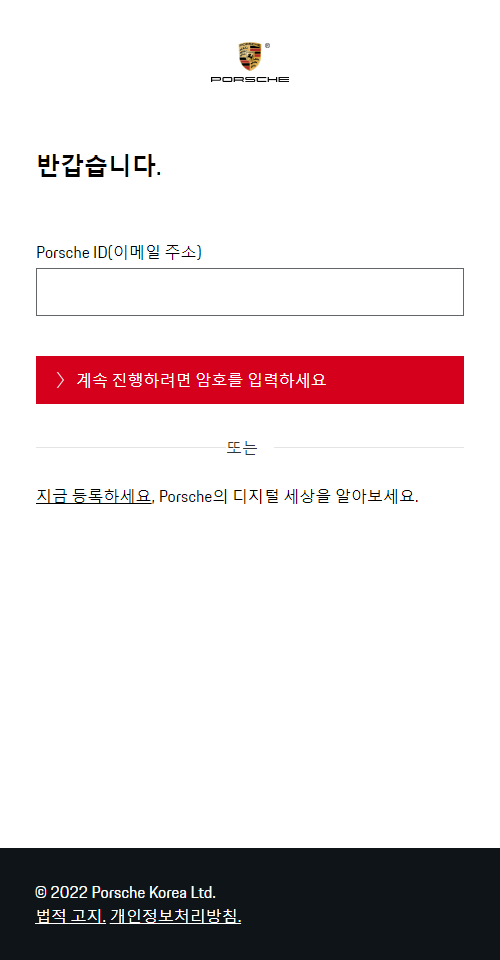 PORSCHE
반갑습니다.
Porsche ID(이메일 주소)
계속 진행하려면 암호를 입력하세요
또는
지금 등록하세요, Porsche의 디지털 세상을 알아보세요.
© 2022 Porsche Korea Ltd.
법적 고지. 개인정보처리방침.